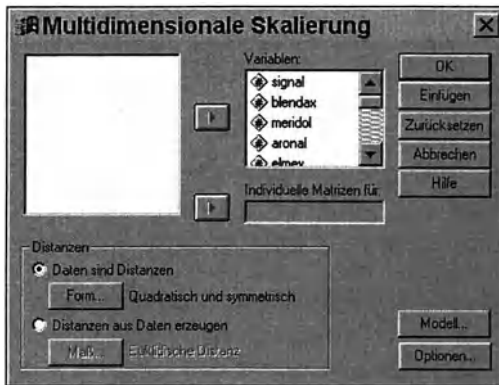 Multidimensionale Skalierung
Variablen:
signal
blendax
meridol
aronal
elmex
OK
Einfügen
Zurücksetzen
Abbrechen
Hilfe
Individuelle Matrizen für:
Distanzen
Daten sind Distanzen
Form... Quadratisch und symmetrisch
Distanzen aus Daten erzeugen
Maß... Euklidische Distanz
Modell...
Optionen...